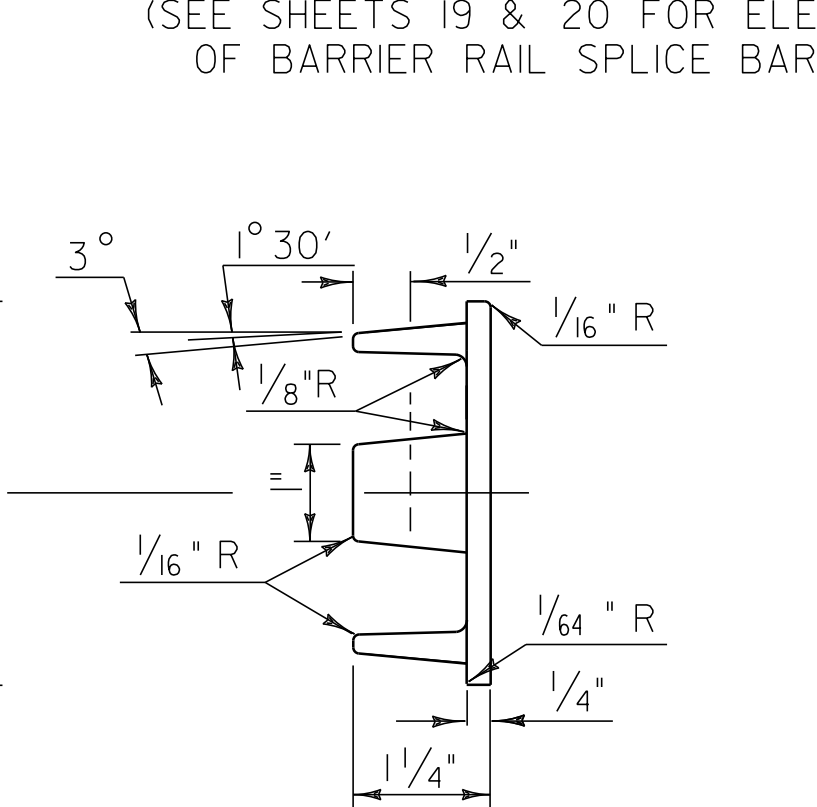 (SEE SHEETS 19 & 20 FOR ELE
OF BARRIER RAIL SPLICE BAR
3° 1°30' 1/2"
1/16" R
1/8"R
1"
1/16" R
1/64" R
1/4"
1 1/4"